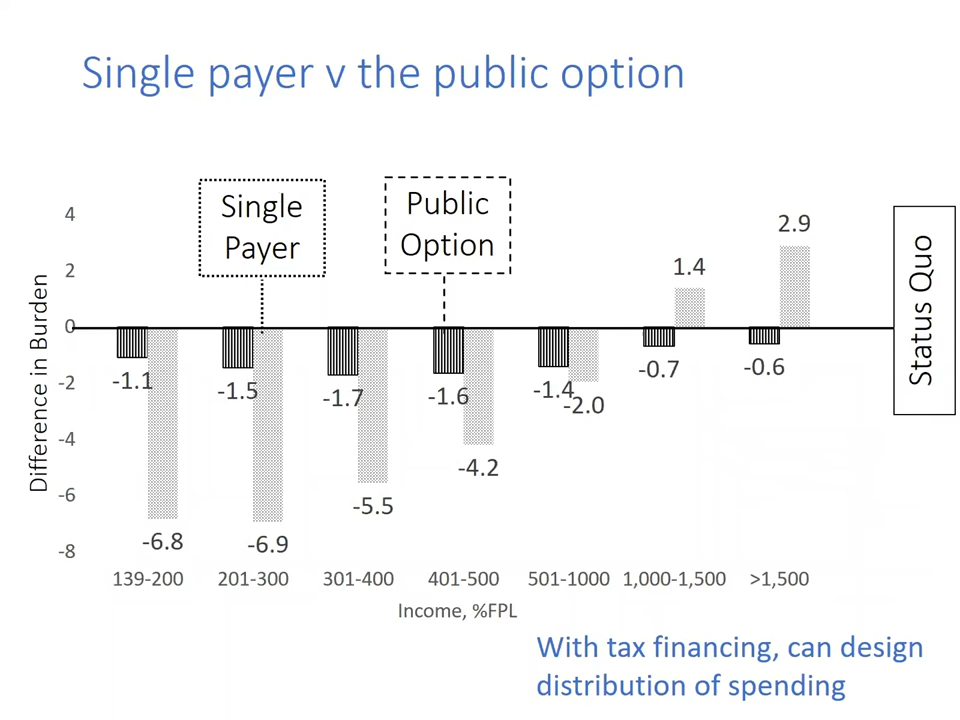 Single payer v the public option
Single
Payer
Public
Option
Status Quo
Difference in Burden
4
2
0
-2
-4
-6
-8
-1.1
-6.8
-1.5
-6.9
-1.7
-5.5
-1.6
-4.2
-1.4
-2.0
-0.7
1.4
-0.6
2.9
139-200 201-300 301-400 401-500 501-1000 1,000-1,500 >1,500
Income, %FPL
With tax financing, can design
distribution of spending